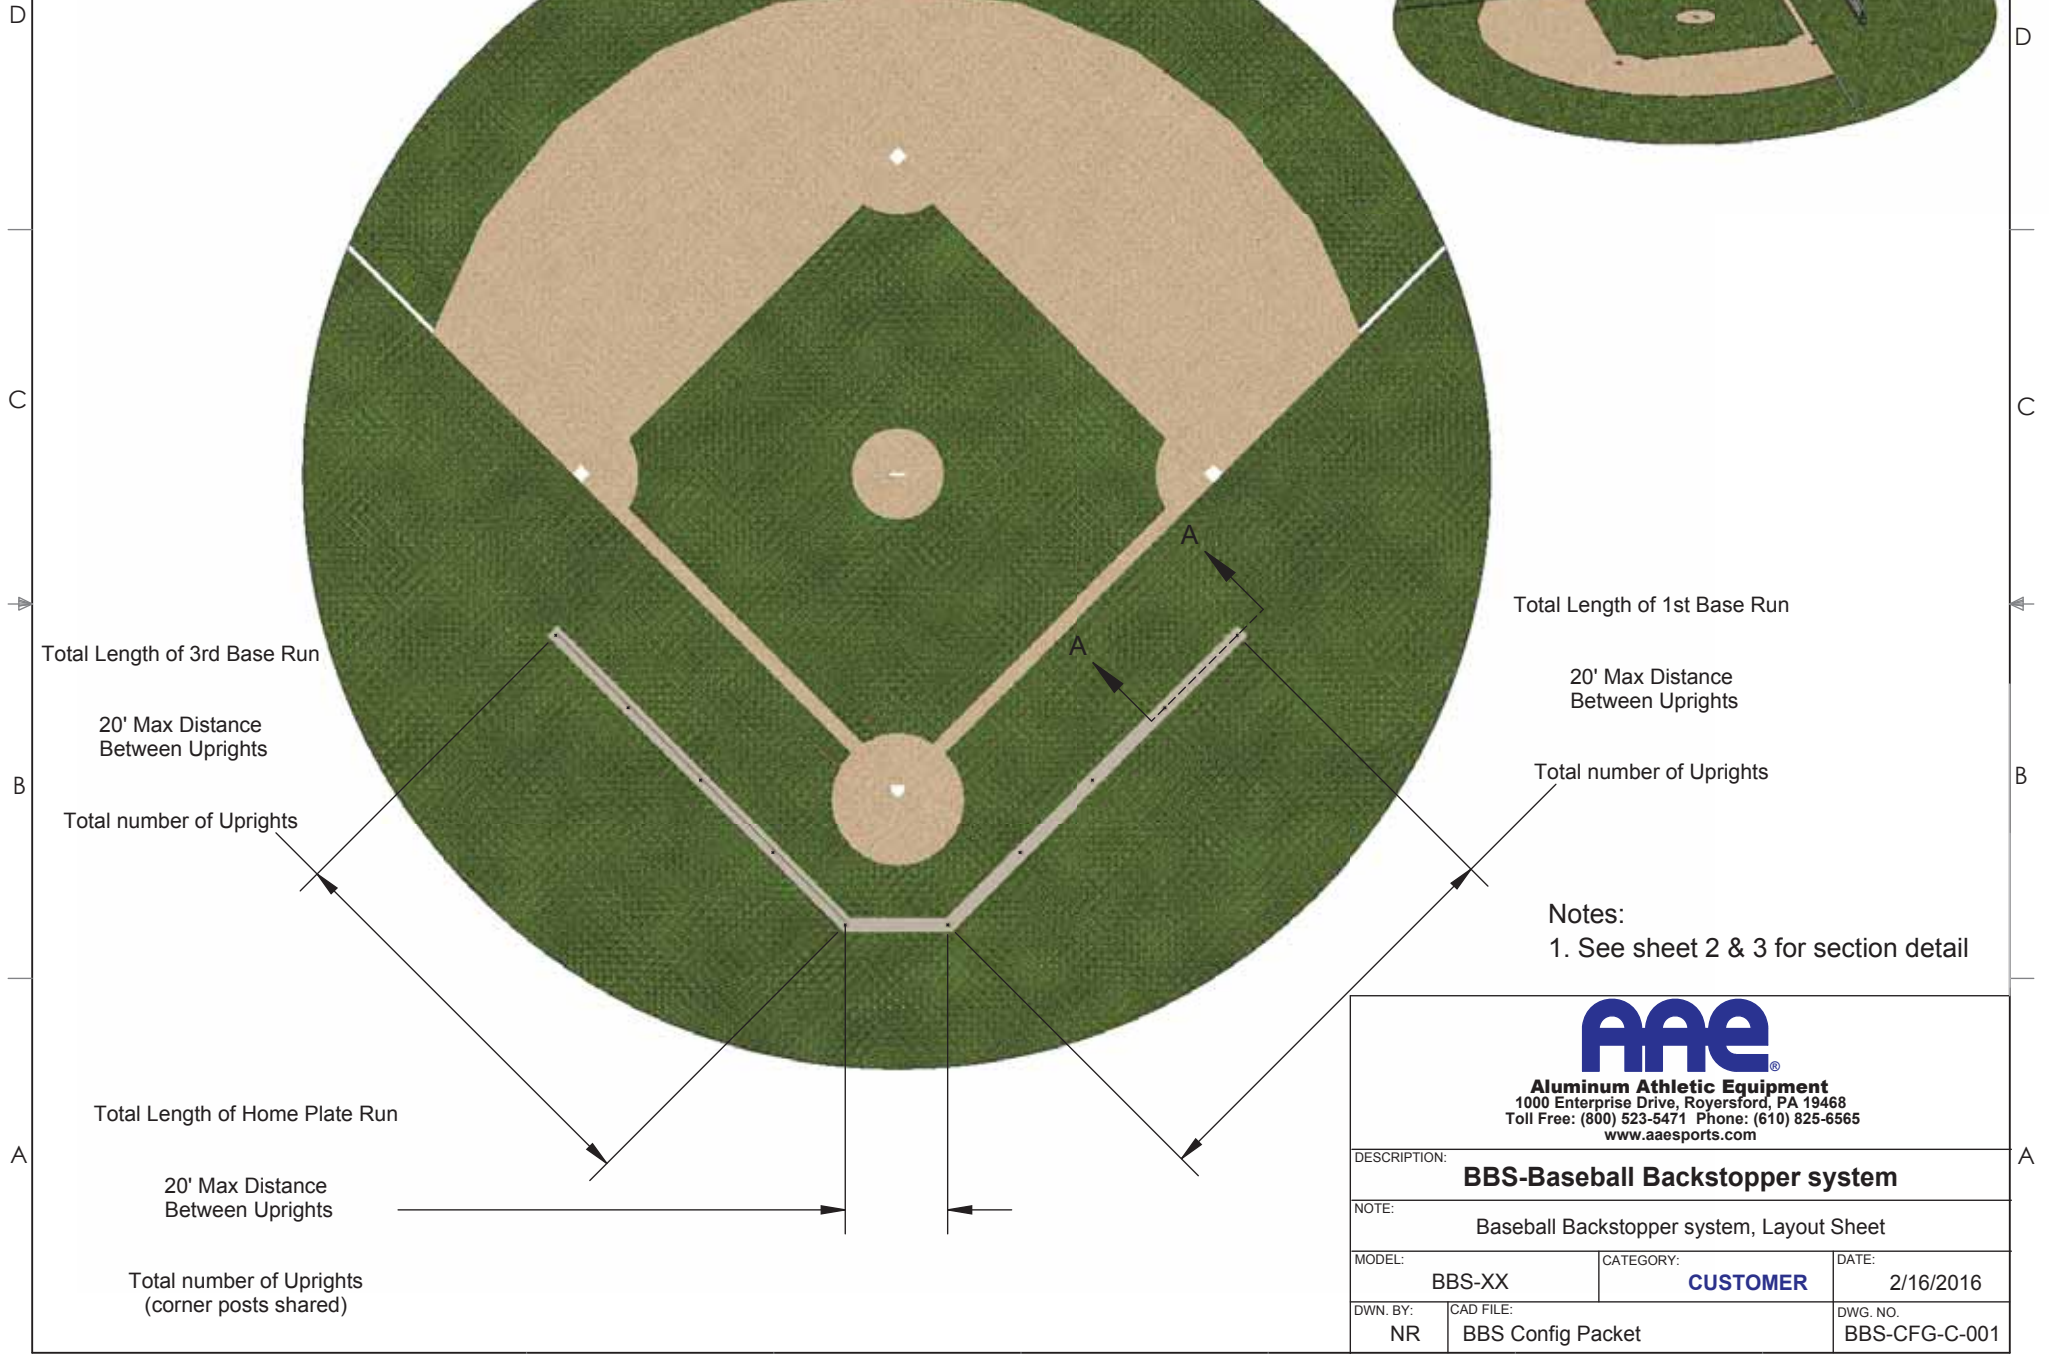 D
D
C
C
A
A
Total Length of 1st Base Run
Total Length of 3rd Base Run
20' Max Distance
Between Uprights
20' Max Distance
Between Uprights
Total number of Uprights
B
B
Total number of Uprights
Notes:
1. See sheet 2 & 3 for section detail
AAE®
Aluminum Athletic Equipment
1000 Enterprise Drive, Royersford, PA 19468
Toll Free: (800) 523-5471 Phone: (610) 825-6565
www.aaesports.com
Total Length of Home Plate Run
A
A
20' Max Distance
Between Uprights
Total number of Uprights
(corner posts shared)
DESCRIPTION:
BBS-Baseball Backstopper system
NOTE:
Baseball Backstopper system, Layout Sheet
MODEL:
BBS-XX
CATEGORY:
CUSTOMER
DATE:
2/16/2016
DWN. BY:
NR
CAD FILE:
BBS Config Packet
DWG. NO.
BBS-CFG-C-001